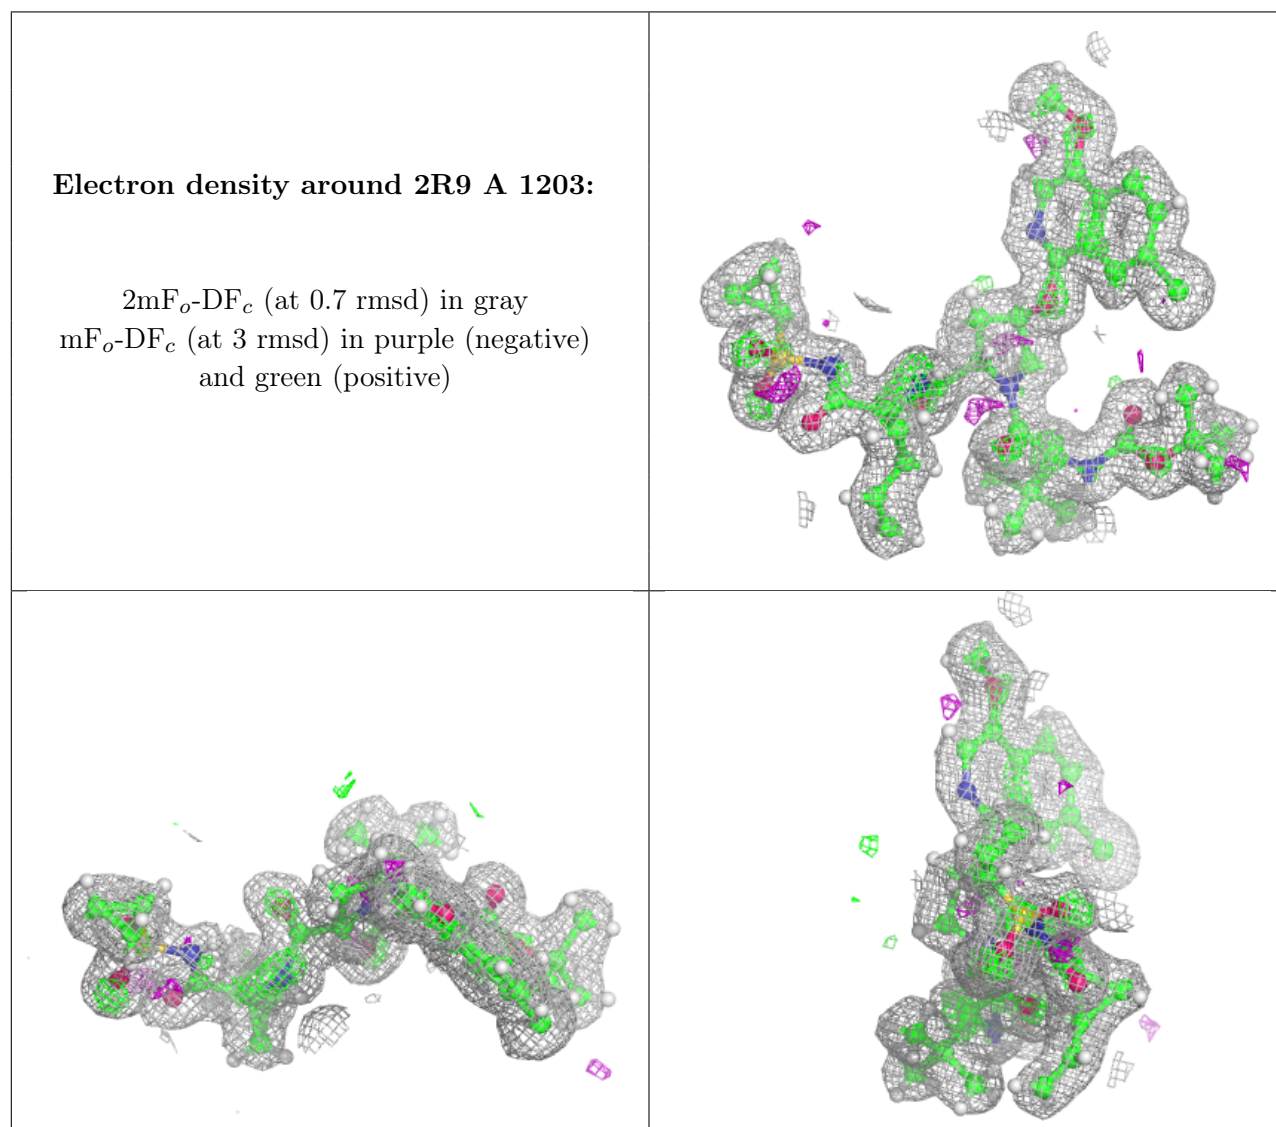 Electron density around 2R9 A 1203:
2mFₒ-DF𝒸 (at 0.7 rmsd) in gray
mFₒ-DF𝒸 (at 3 rmsd) in purple (negative)
and green (positive)